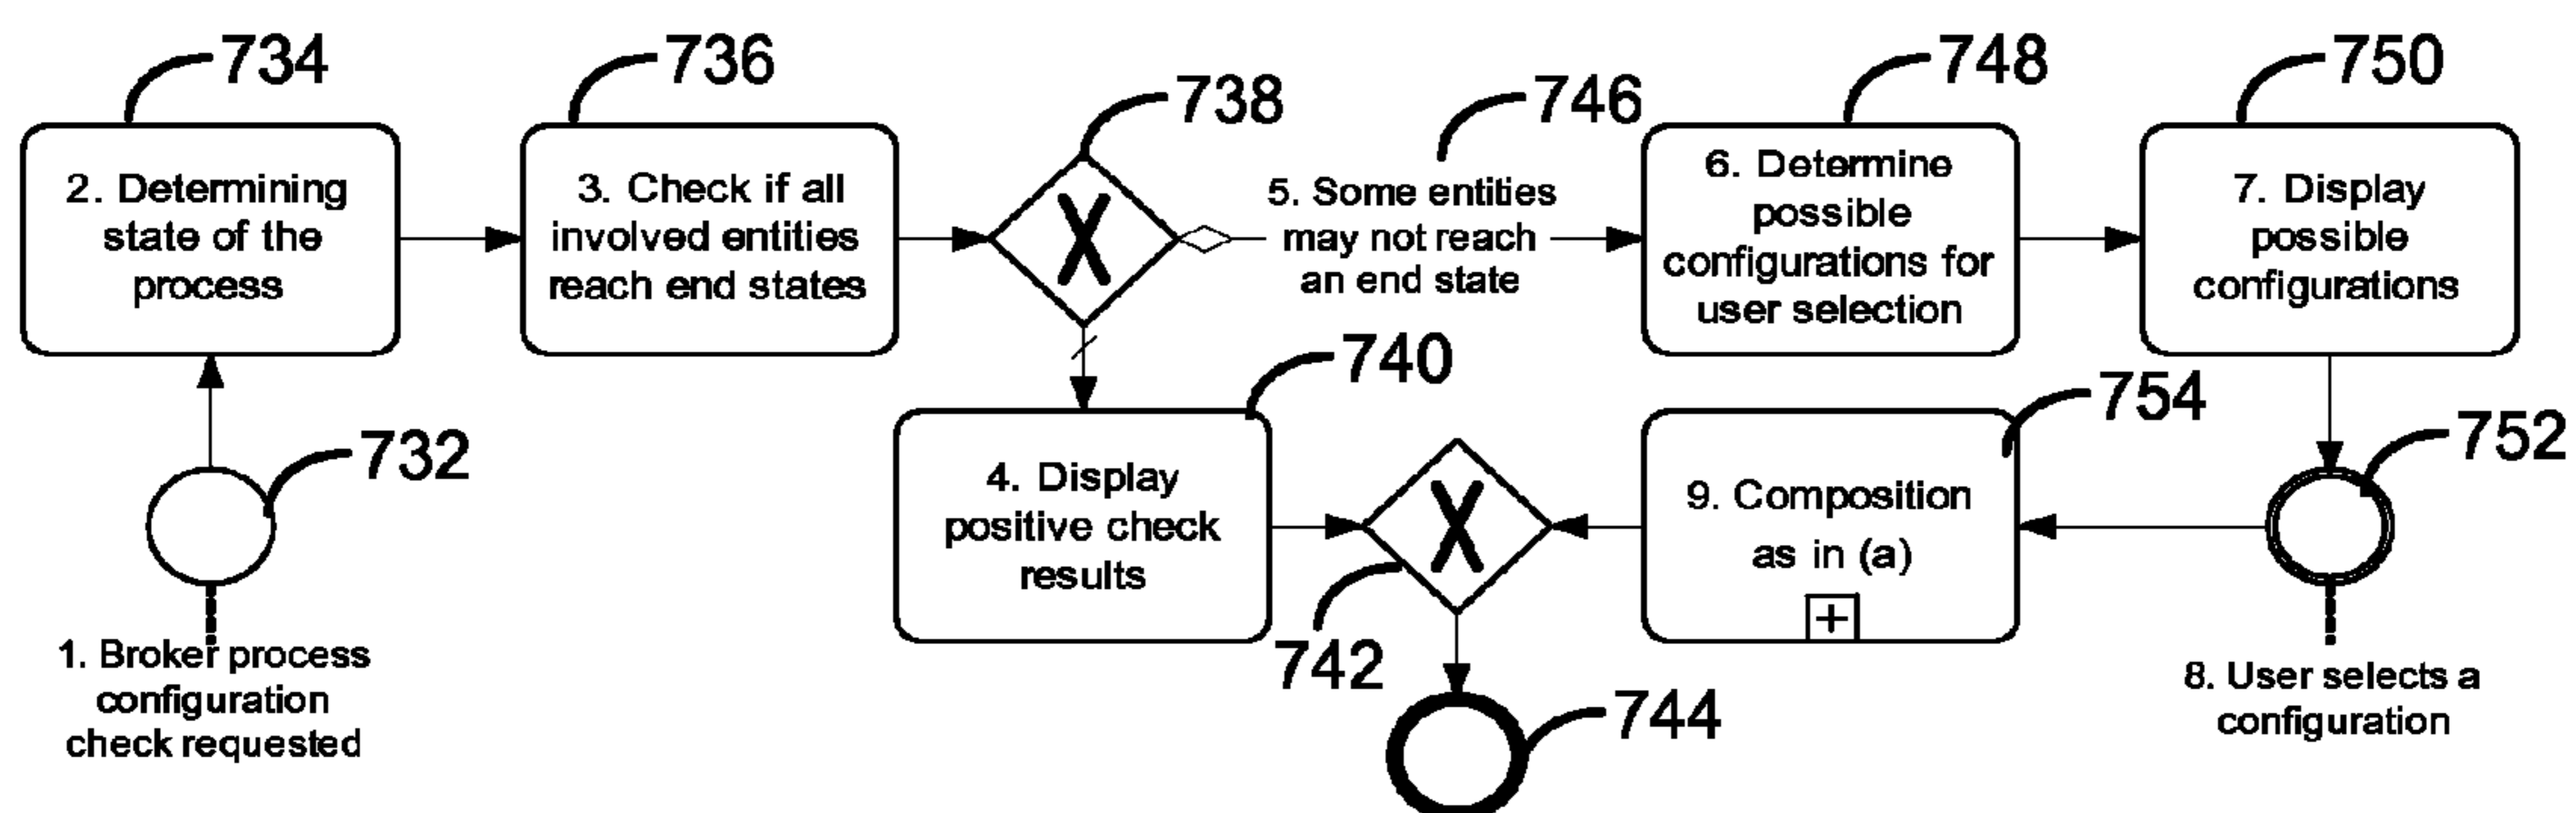 734
736
738
746
748
750
2. Determining
state of the
process
3. Check if all
involved entities
reach end states
X
5. Some entities
may not reach
an end state
6. Determine
possible
configurations for
user selection
7. Display
possible
configurations
732
740
754
752
4. Display
positive check
results
X
9. Composition
as in (a)
+
1. Broker process
configuration
check requested
742
744
8. User selects a
configuration